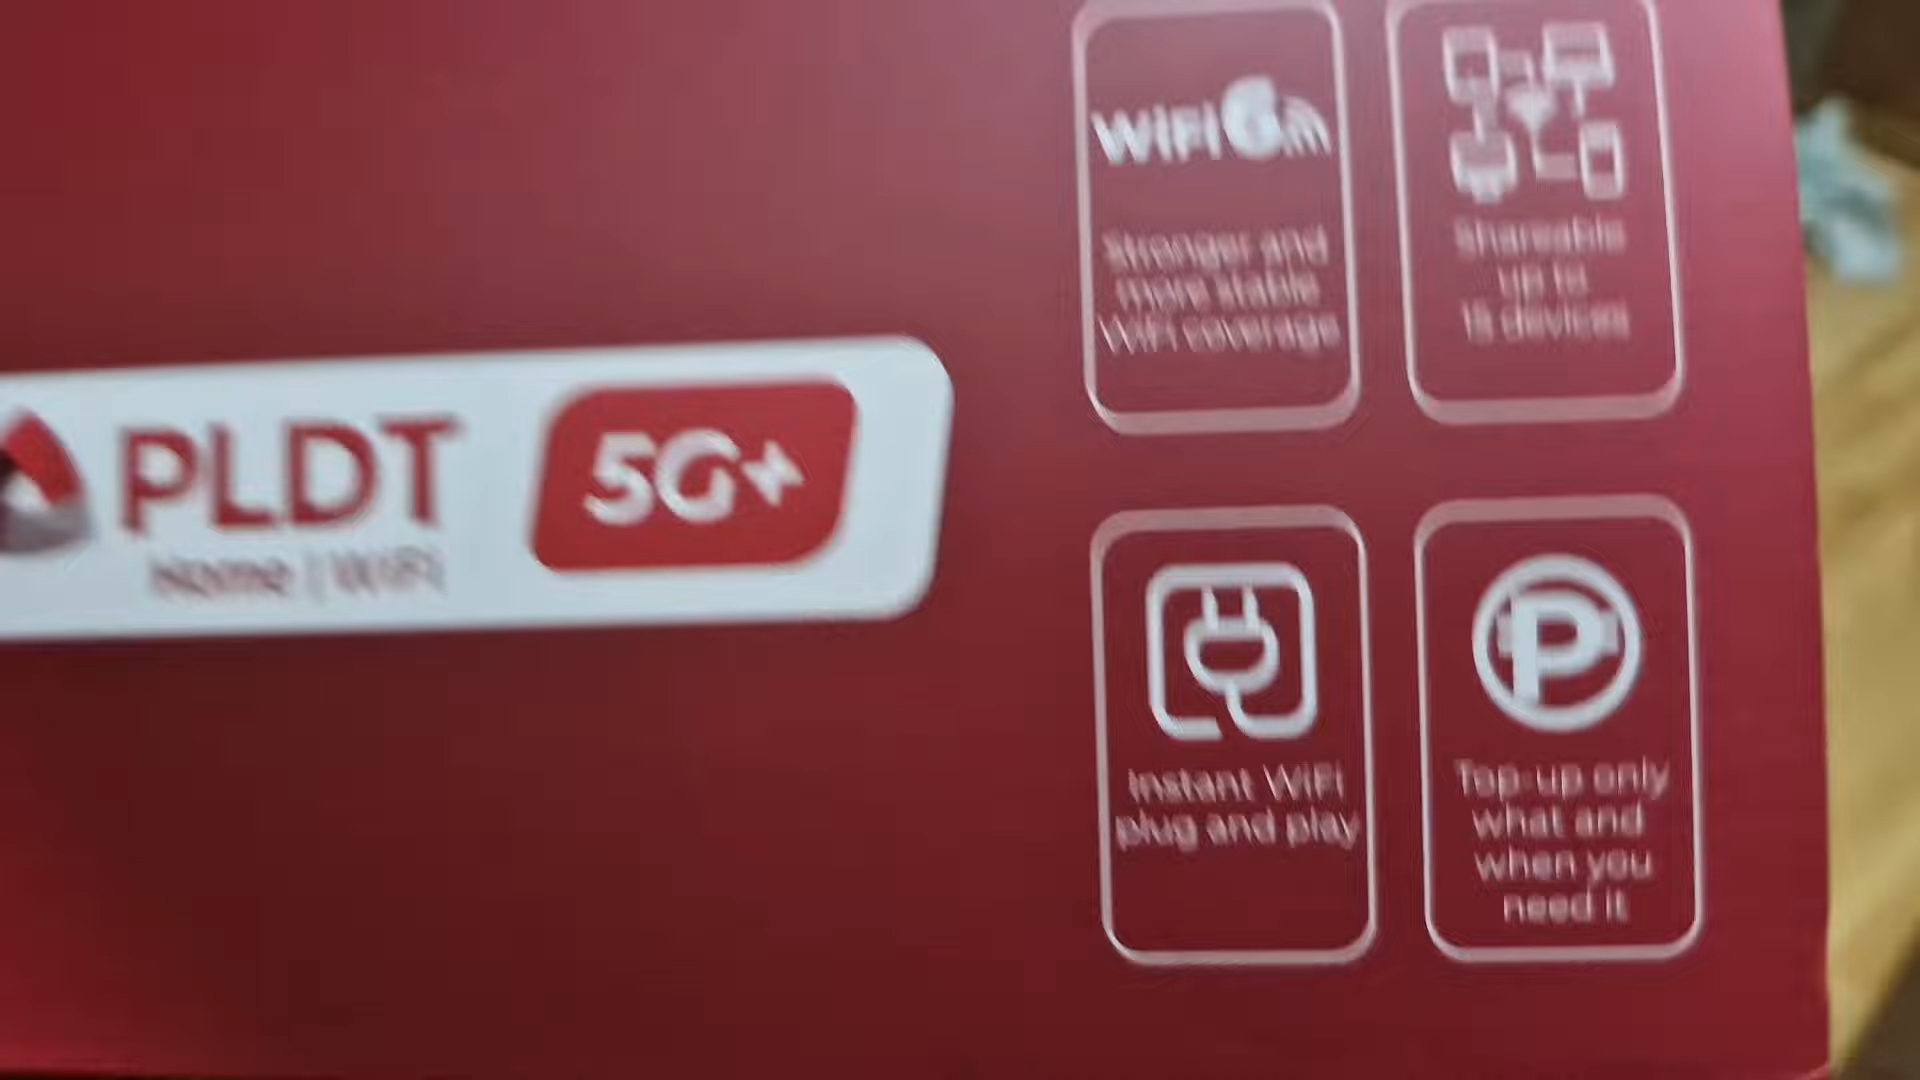 WiFi 6
Stronger and
more stable
WiFi coverage
Shareable
up to
15 devices
PLDT
Home | WiFi
5G+
Instant WiFi
plug and play
P
Top-up only
what and
when you
need it